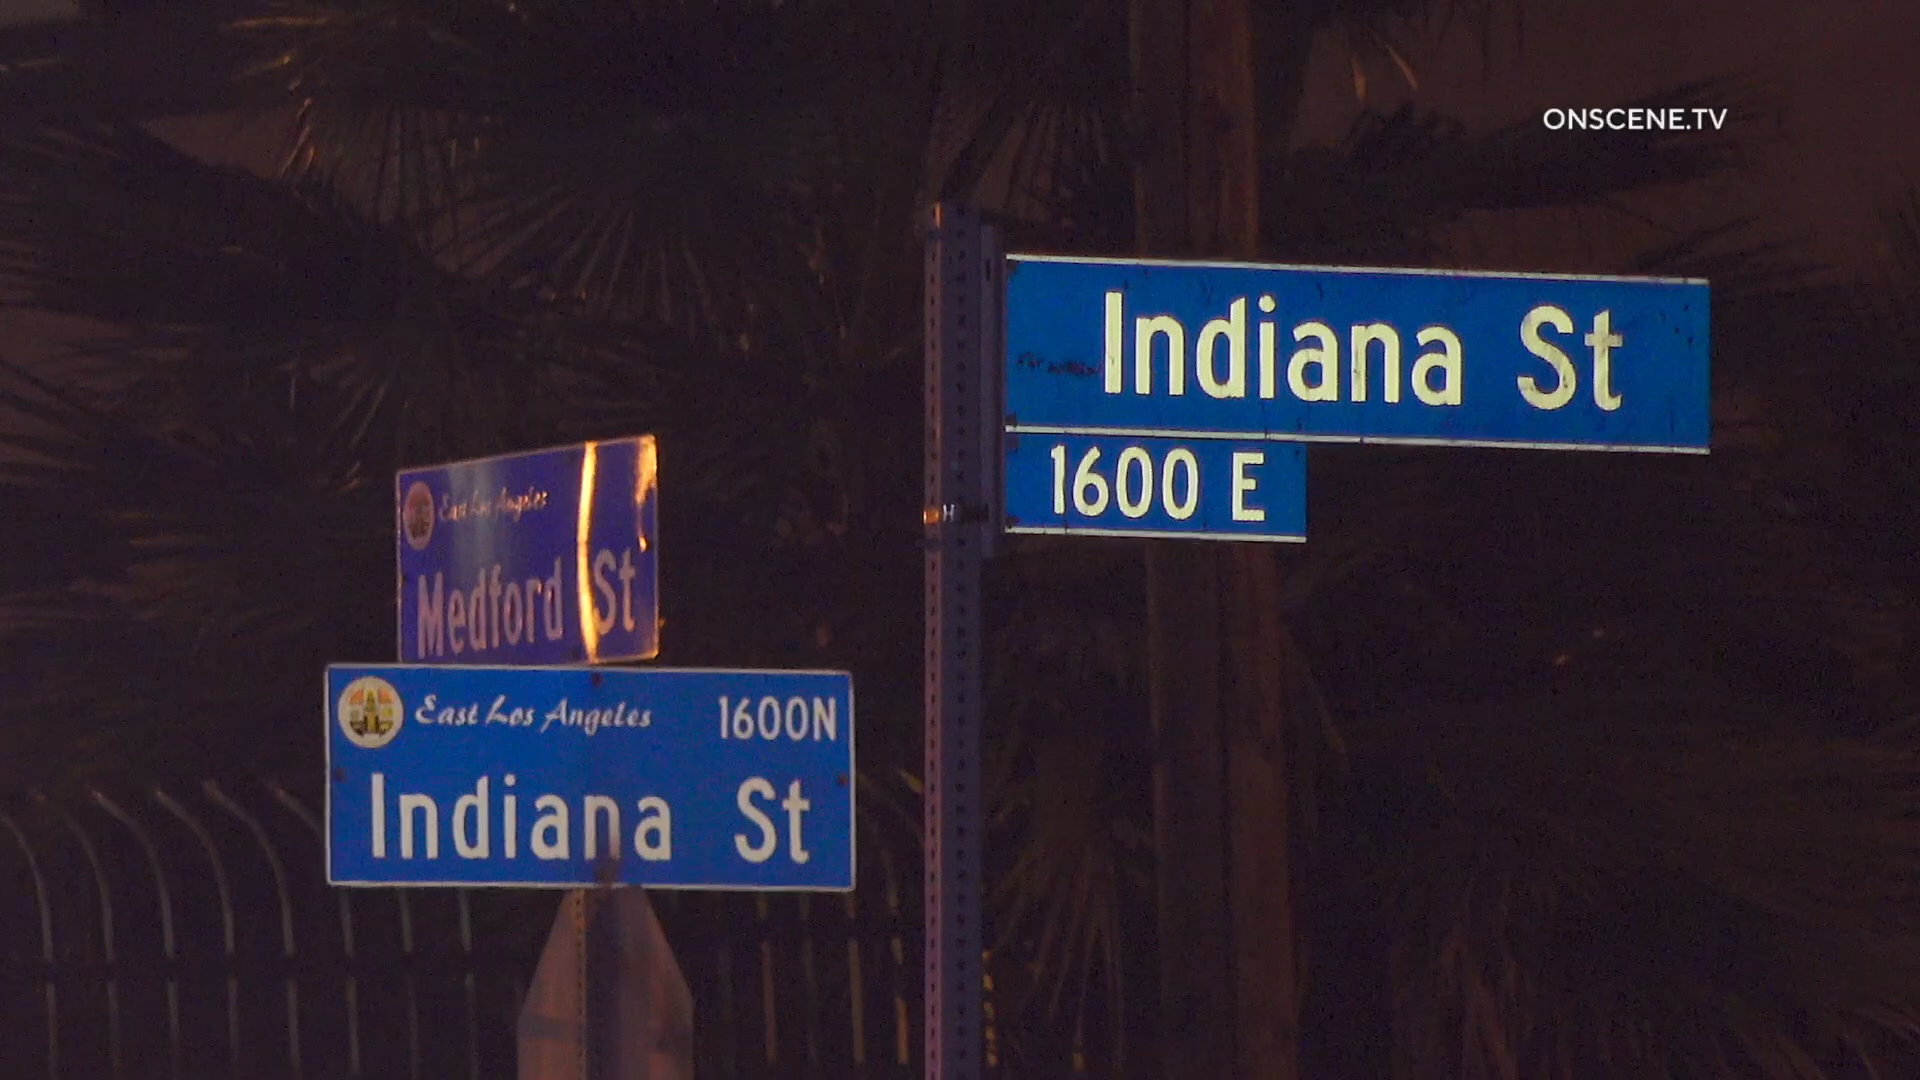 ONSCENE.TV
Indiana St
1600 E
East Los Angeles
Medford St
East Los Angeles 1600N
Indiana St